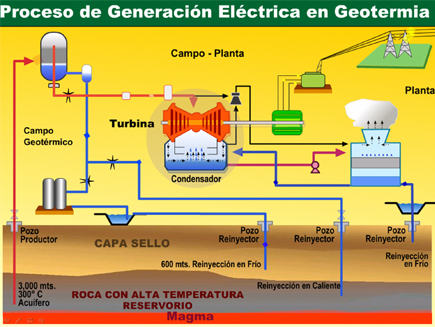 Proceso de Generación Eléctrica en Geotermia
Campo - Planta
Planta
Turbina
Campo
Geotérmico
Condensador
Pozo
Productor
Pozo
Reinyector
Pozo
Reinyector
Pozo
Reinyector
Pozo
Reinyector
CAPA SELLO
600 mts. Reinyección en Frío
Reinyección
en Frío
3,000 mts.
300° C
Acuífero
ROCA CON ALTA TEMPERATURA
RESERVORIO
Reinyección en Caliente
Magma